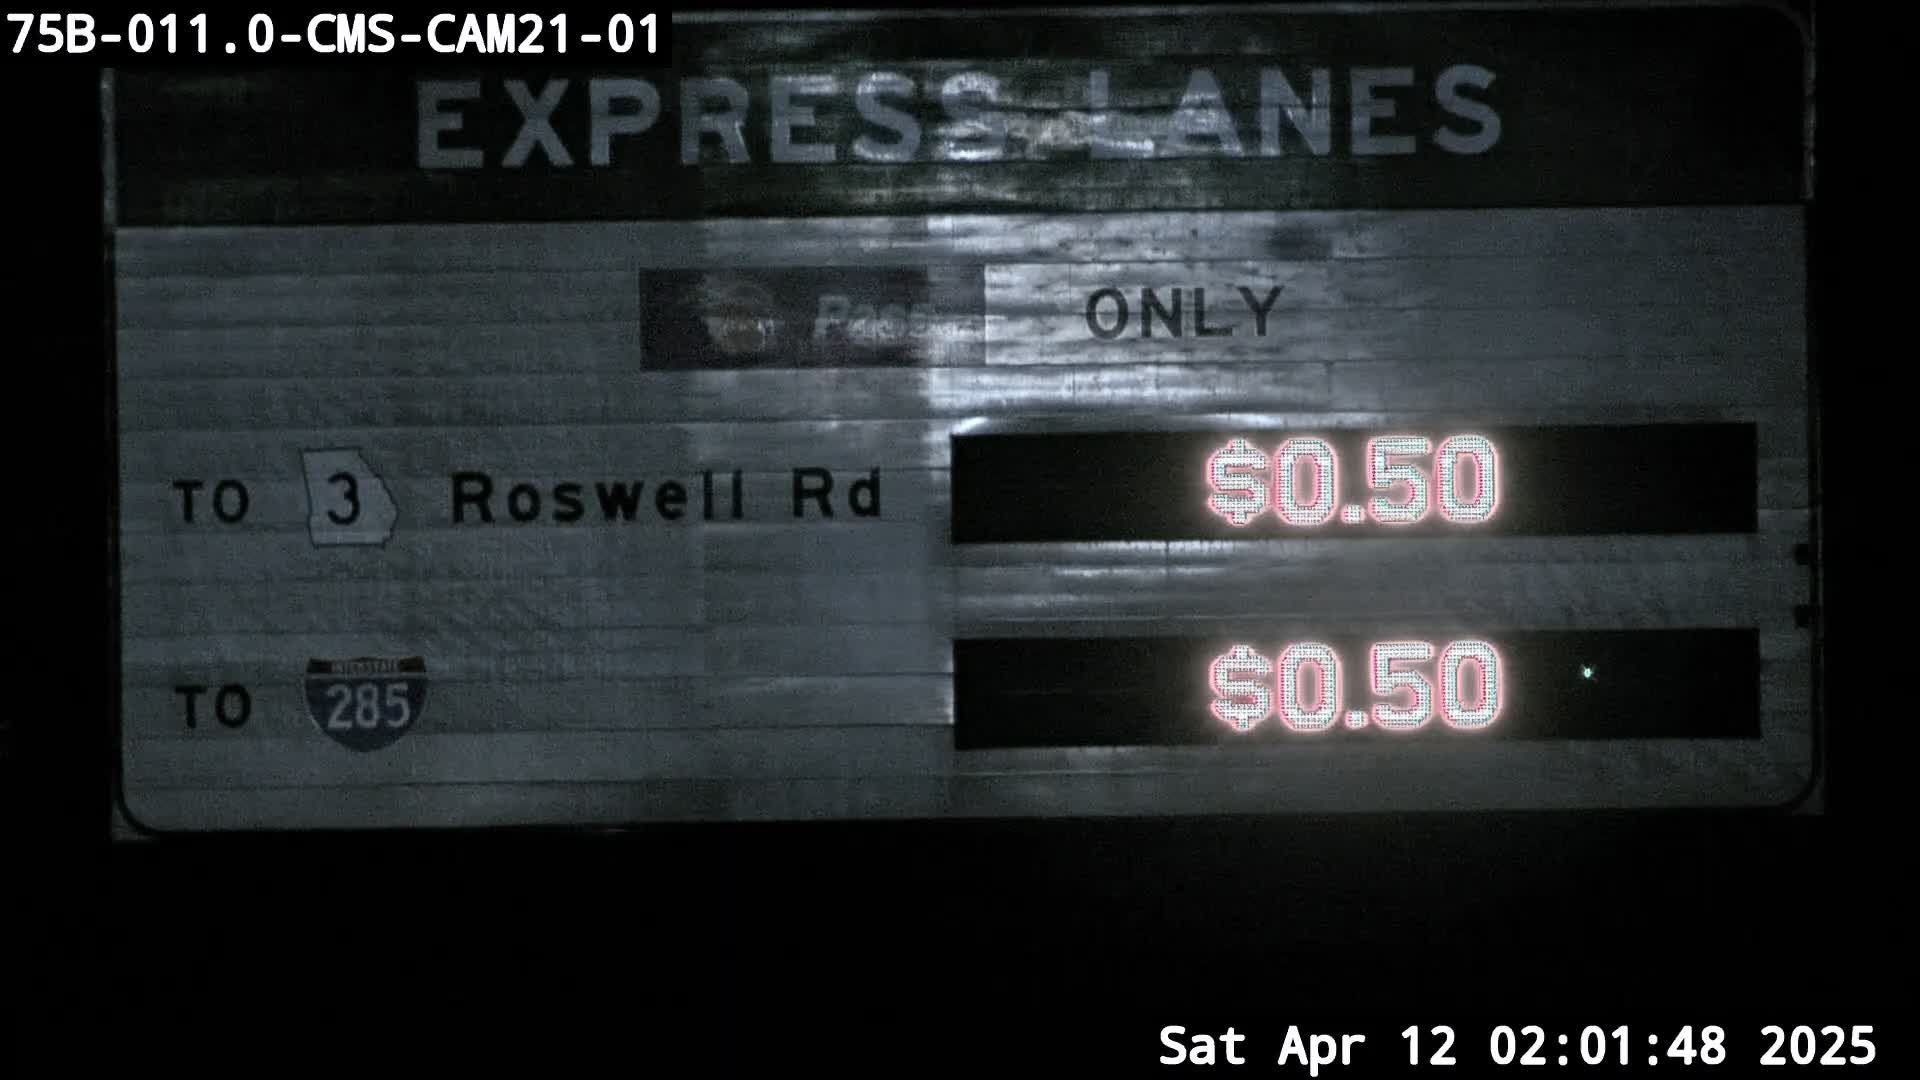 75B-011.0-CMS-CAM21-01
EXPRESS LANES
ONLY
TO 3 Roswell Rd $0.50
INTERSTATE
TO 285 $0.50
Sat Apr 12 02:01:48 2025